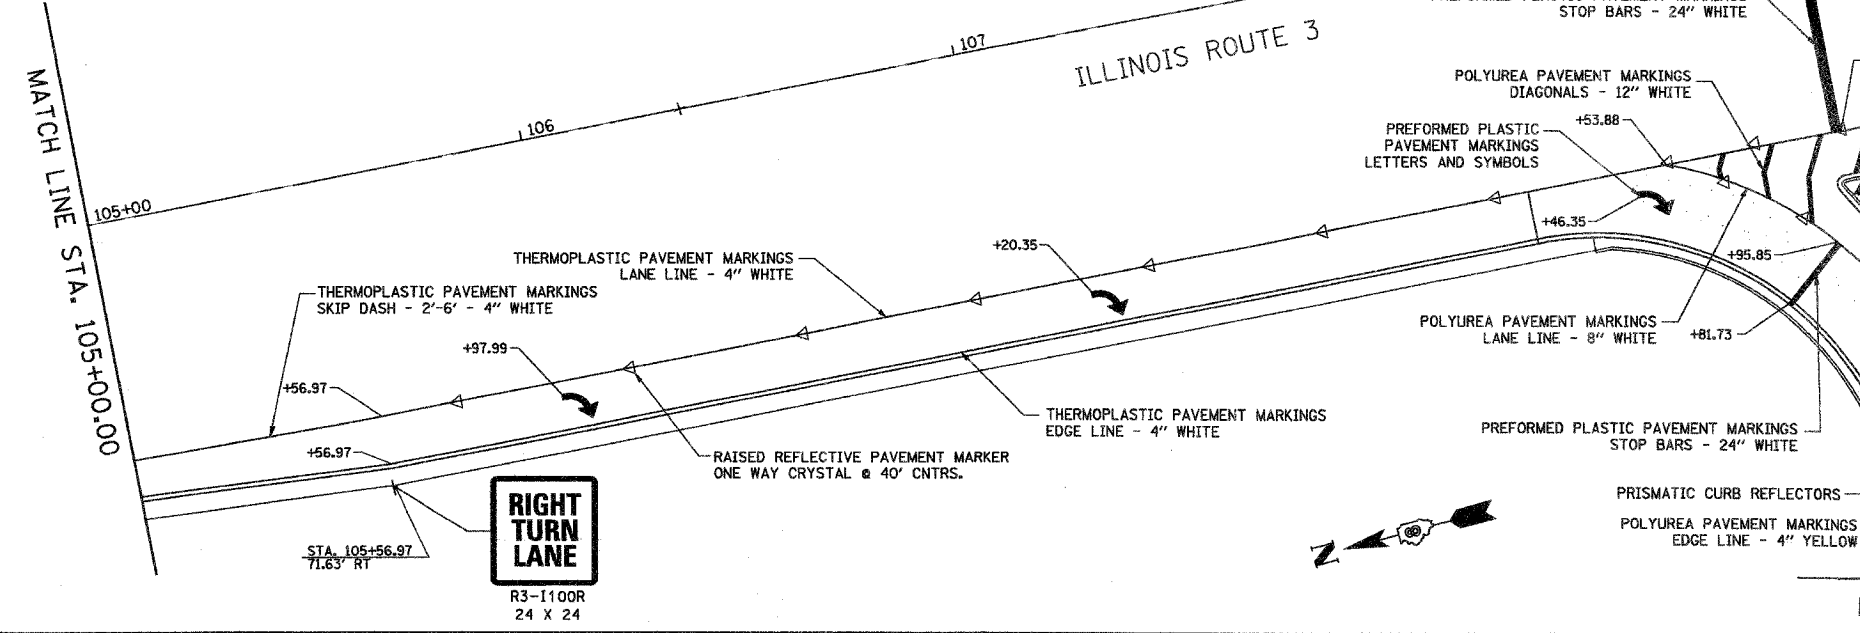 STOP BARS - 24" WHITE
107
ILLINOIS ROUTE 3
POLYUREA PAVEMENT MARKINGS
DIAGONALS - 12" WHITE
+53.88
106
PREFORMED PLASTIC
PAVEMENT MARKINGS
LETTERS AND SYMBOLS
MATCH LINE STA. 105+00.00
105+00
+46.35
+20.35
+95.85
THERMOPLASTIC PAVEMENT MARKINGS
LANE LINE - 4" WHITE
THERMOPLASTIC PAVEMENT MARKINGS
SKIP DASH - 2'-6' - 4" WHITE
POLYUREA PAVEMENT MARKINGS
LANE LINE - 8" WHITE
+81.73
+97.99
+56.97
THERMOPLASTIC PAVEMENT MARKINGS
EDGE LINE - 4" WHITE
PREFORMED PLASTIC PAVEMENT MARKINGS
STOP BARS - 24" WHITE
+56.97
RAISED REFLECTIVE PAVEMENT MARKER
ONE WAY CRYSTAL @ 40' CNTRS.
RIGHT
TURN
LANE
PRISMATIC CURB REFLECTORS
POLYUREA PAVEMENT MARKINGS
EDGE LINE - 4" YELLOW
N
STA. 105+56.97
71.63' RT
R3-I100R
24 X 24